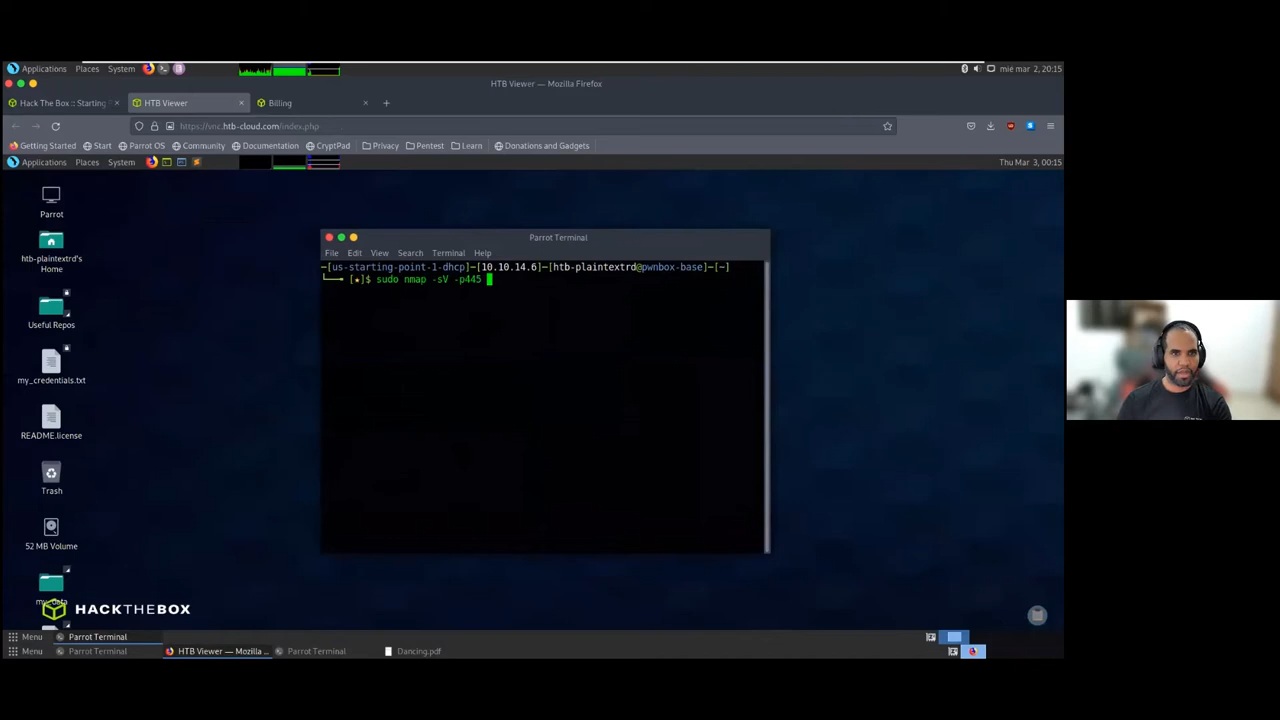 Applications Places System
mié mar 2, 20:15
HTB Viewer — Mozilla Firefox
Hack The Box :: Starting
HTB Viewer
Billing
https://vnc.htb-cloud.com/index.php
Getting Started Start Parrot OS Community Documentation CryptPad Privacy Pentest Learn Donations and Gadgets
Applications Places System
Thu Mar 3, 00:15
Parrot
htb-plaintextrd's
Home
Useful Repos
my_credentials.txt
README.license
Trash
52 MB Volume
my_data
HACKTHEBOX
Parrot Terminal
File Edit View Search Terminal Help
─[us-starting-point-1-dhcp]─[10.10.14.6]─[htb-plaintextrd@pwnbox-base]─[~]
└──╼ [★]$ sudo nmap -sV -p445
Menu Parrot Terminal
Menu Parrot Terminal HTB Viewer — Mozilla ... Parrot Terminal Dancing.pdf